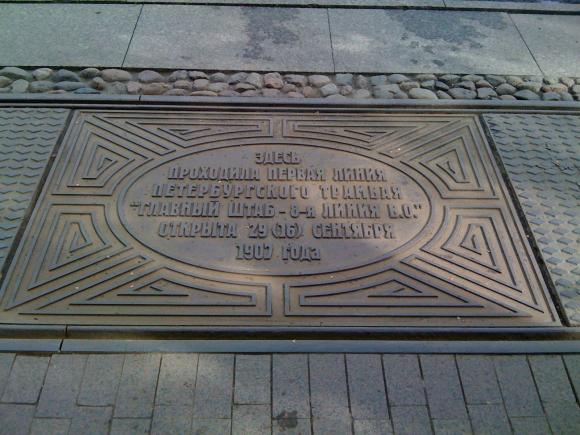 ЗДЕСЬ
ПРОХОДИЛА ПЕРВАЯ ЛИНИЯ
ПЕТЕРБУРГСКОГО ТРАМВАЯ
"ГЛАВНЫЙ ШТАБ - 8-Я ЛИНИЯ В.О."
ОТКРЫТА 29 (16) СЕНТЯБРЯ
1907 ГОДА